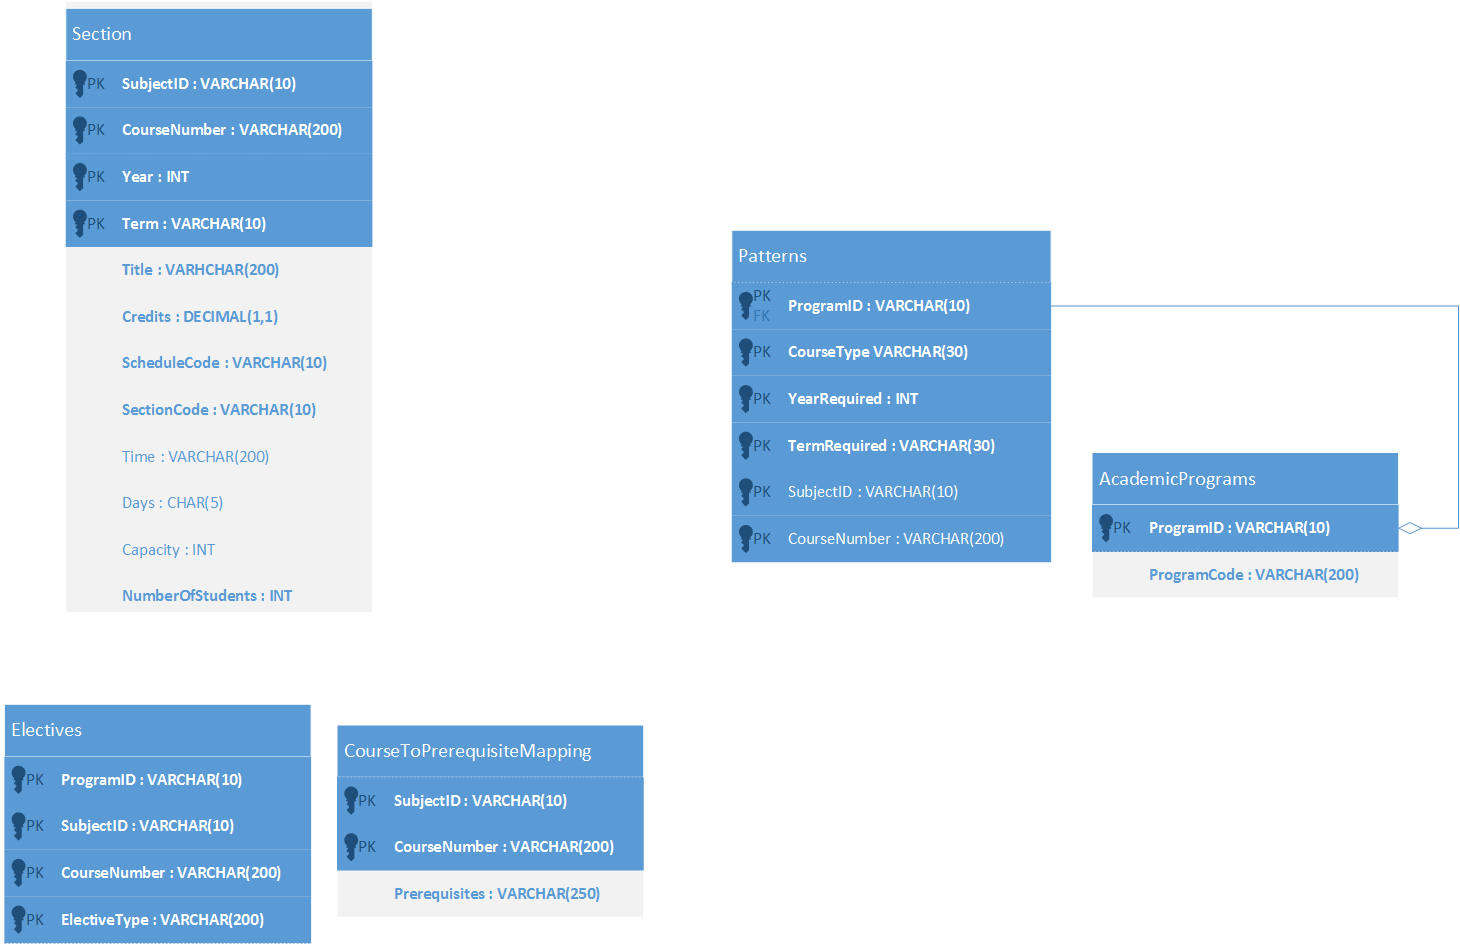 Section
PK SubjectID : VARCHAR(10)
PK CourseNumber : VARCHAR(200)
PK Year : INT
PK Term : VARCHAR(10)
Title : VARHCHAR(200)
Credits : DECIMAL(1,1)
ScheduleCode : VARCHAR(10)
SectionCode : VARCHAR(10)
Time : VARCHAR(200)
Days : CHAR(5)
Capacity : INT
NumberOfStudents : INT
Patterns
PK
FK
ProgramID : VARCHAR(10)
PK CourseType VARCHAR(30)
PK YearRequired : INT
PK TermRequired : VARCHAR(30)
PK SubjectID : VARCHAR(10)
PK CourseNumber : VARCHAR(200)
AcademicPrograms
PK ProgramID : VARCHAR(10)
ProgramCode : VARCHAR(200)
Electives
PK ProgramID : VARCHAR(10)
PK SubjectID : VARCHAR(10)
PK CourseNumber : VARCHAR(200)
PK ElectiveType : VARCHAR(200)
CourseToPrerequisiteMapping
PK SubjectID : VARCHAR(10)
PK CourseNumber : VARCHAR(200)
Prerequisites : VARCHAR(250)